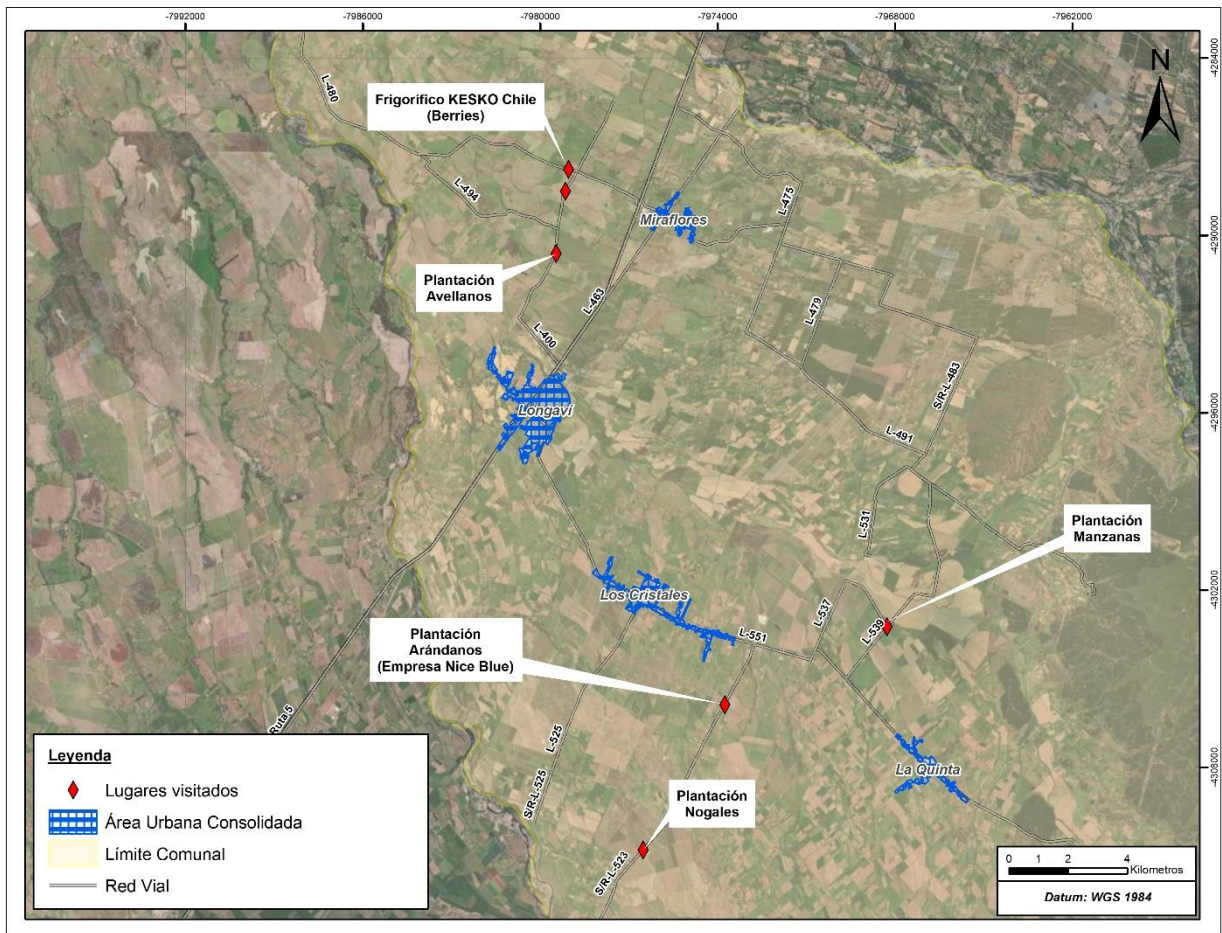 -7992000
-7986000
-7980000
-7974000
-7968000
-7962000
4284000
4290000
4296000
4302000
4308000
N
L-480
Frigorifico KESKO Chile
(Berries)
L-494
L-475
Miraflores
Plantación
Avellanos
L-463
L-479
L-400
S/R-L-483
Longaví
L-491
L-531
Plantación
Manzanas
Los Cristales
L-537
L-539
L-551
Plantación
Arándanos
(Empresa Nice Blue)
Ruta 5
L-525
La Quinta
S/R-L-525
Plantación
Nogales
S/R-L-523
Leyenda
Lugares visitados
Área Urbana Consolidada
Límite Comunal
Red Vial
0 1 2 4
Kilometros
Datum: WGS 1984